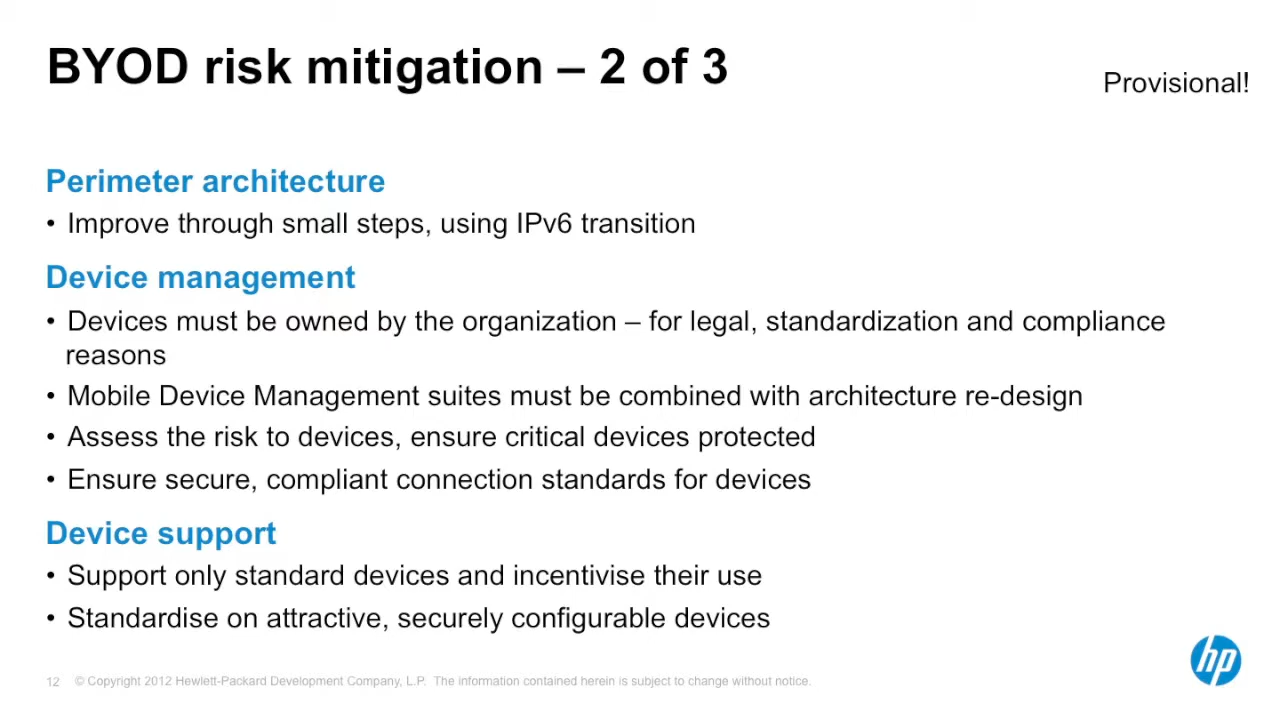 BYOD risk mitigation – 2 of 3
Provisional!
Perimeter architecture
• Improve through small steps, using IPv6 transition
Device management
• Devices must be owned by the organization – for legal, standardization and compliance
reasons
• Mobile Device Management suites must be combined with architecture re-design
• Assess the risk to devices, ensure critical devices protected
• Ensure secure, compliant connection standards for devices
Device support
• Support only standard devices and incentivise their use
• Standardise on attractive, securely configurable devices
hp
12 © Copyright 2012 Hewlett-Packard Development Company, L.P. The information contained herein is subject to change without notice.